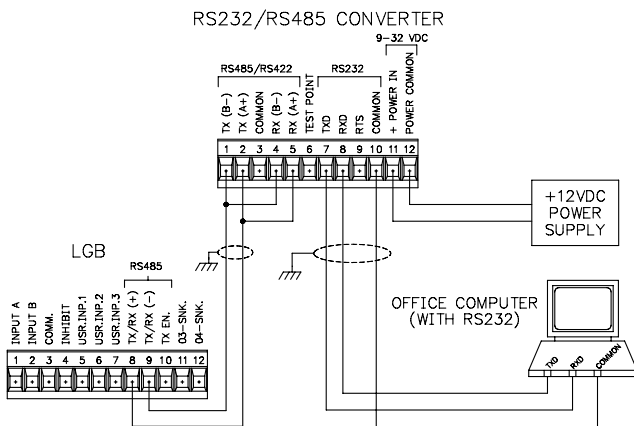 RS232/RS485 CONVERTER
9-32 VDC
RS485/RS422
RS232
TX (B-)
TX (A+)
COMMON
RX (B-)
RX (A+)
TEST POINT
TXD
RXD
RTS
COMMON
+ POWER IN
POWER COMMON
1 2 3 4 5 6 7 8 9 10 11 12
+12VDC
POWER
SUPPLY
LGB
RS485
INPUT A
INPUT B
COMM.
INHIBIT
USR.INP.1
USR.INP.2
USR.INP.3
TX/RX (+)
TX/RX (-)
TX EN.
03-SNK.
04-SNK.
1 2 3 4 5 6 7 8 9 10 11 12
OFFICE COMPUTER
(WITH RS232)
TXD
RXD
COMMON